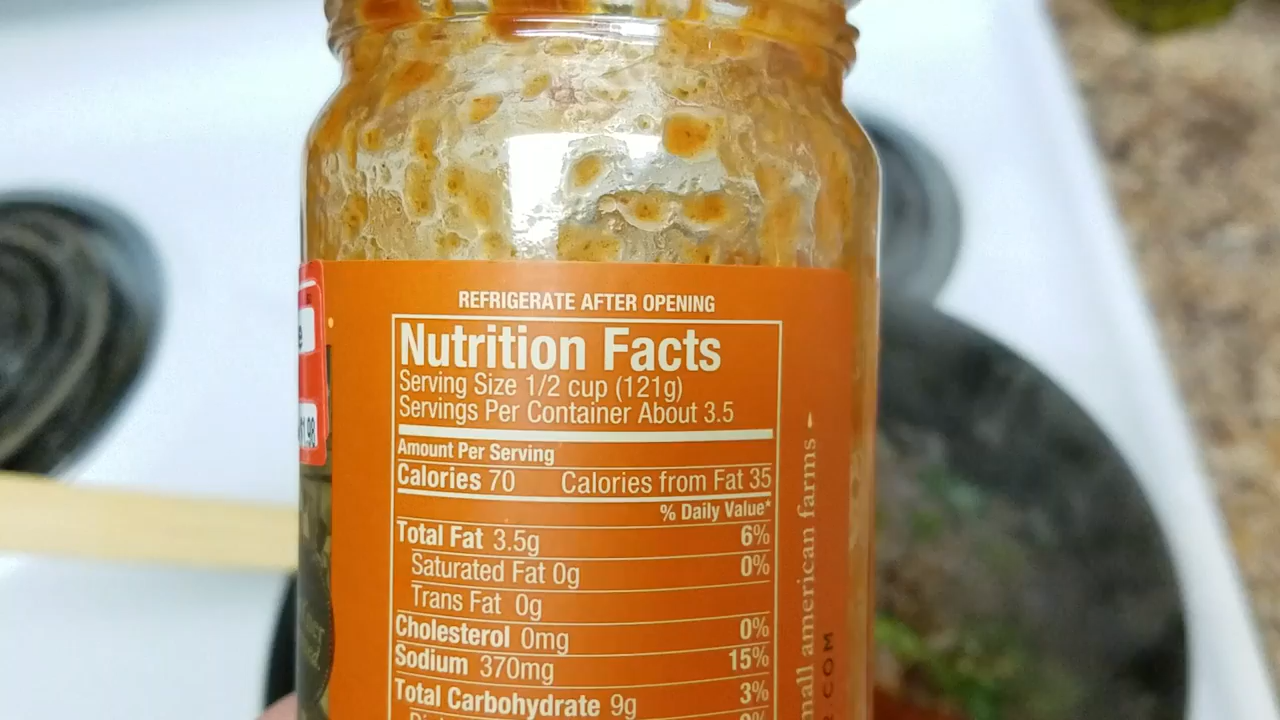 REFRIGERATE AFTER OPENING
Nutrition Facts
Serving Size 1/2 cup (121g)
Servings Per Container About 3.5
Amount Per Serving
Calories 70 Calories from Fat 35
% Daily Value*
Total Fat 3.5g 6%
Saturated Fat 0g 0%
Trans Fat 0g
Cholesterol 0mg 0%
Sodium 370mg 15%
Total Carbohydrate 9g 3%
american farms
.COM